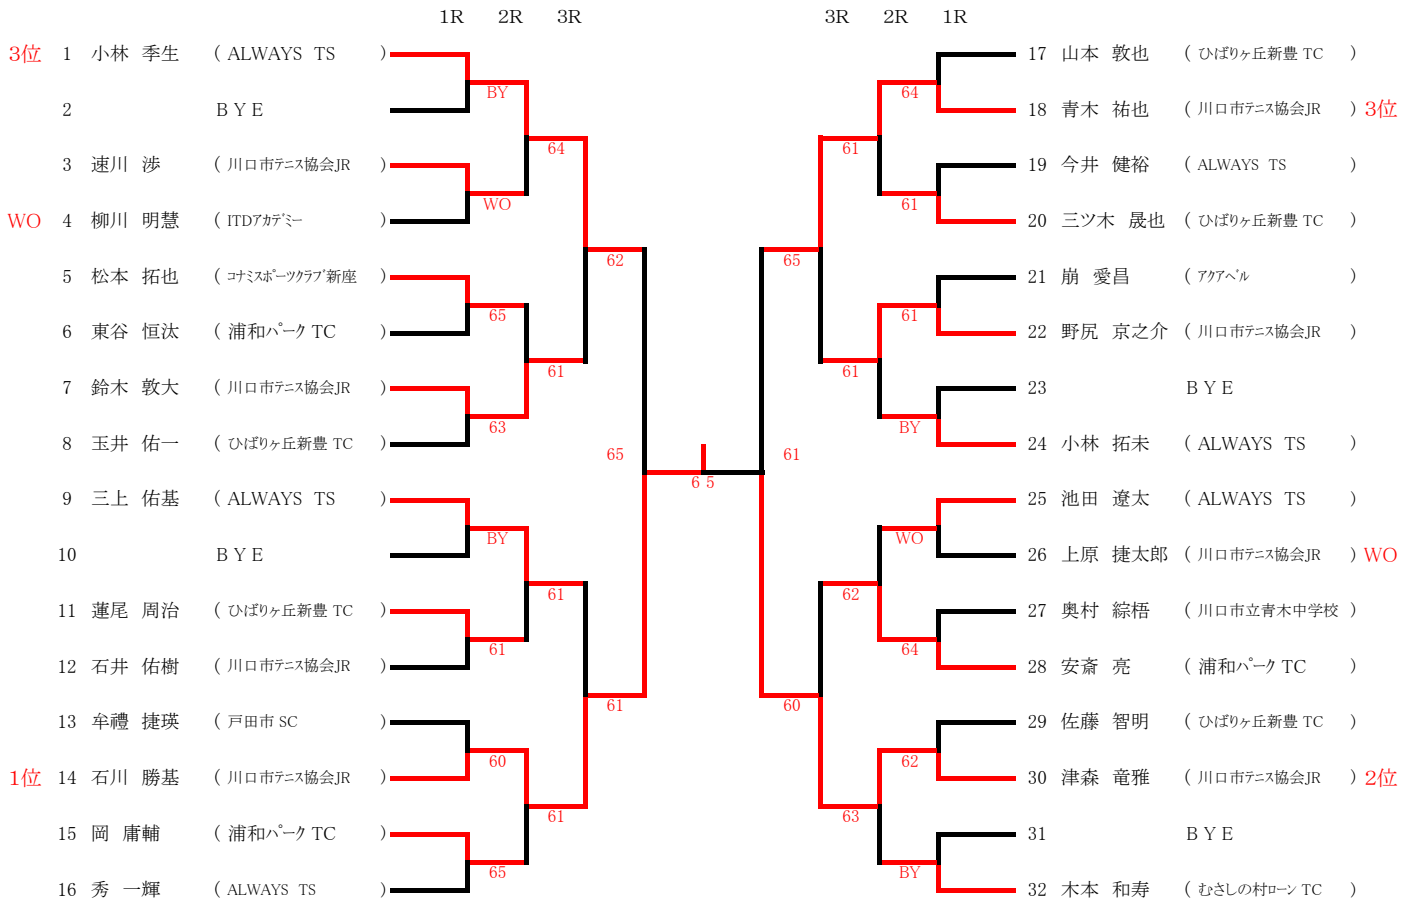 1R 2R 3R
3R 2R 1R
3位 1 小林 季生 ( ALWAYS TS )
2 BYE
3 速川 渉 ( 川口市テニス協会JR )
WO 4 柳川 明慧 ( ITDアカデミー )
5 松本 拓也 ( コナミスポーツクラブ新座 )
6 東谷 恒汰 ( 浦和パーク TC )
7 鈴木 敦大 ( 川口市テニス協会JR )
8 玉井 佑一 ( ひばりヶ丘新豊 TC )
9 三上 佑基 ( ALWAYS TS )
10 BYE
11 蓮尾 周治 ( ひばりヶ丘新豊 TC )
12 石井 佑樹 ( 川口市テニス協会JR )
13 牟禮 捷瑛 ( 戸田市 SC )
1位 14 石川 勝基 ( 川口市テニス協会JR )
15 岡 庸輔 ( 浦和パーク TC )
16 秀 一輝 ( ALWAYS TS )
BY
WO
65
63
BY
61
60
65
64
61
61
61
62
61
65
6 5
61
65
60
61
61
62
63
64
61
61
BY
WO
64
62
BY
17 山本 敦也 ( ひばりヶ丘新豊 TC )
18 青木 祐也 ( 川口市テニス協会JR ) 3位
19 今井 健裕 ( ALWAYS TS )
20 三ツ木 晟也 ( ひばりヶ丘新豊 TC )
21 崩 愛昌 ( アクアベル )
22 野尻 京之介 ( 川口市テニス協会JR )
23 BYE
24 小林 拓未 ( ALWAYS TS )
25 池田 遼太 ( ALWAYS TS )
26 上原 捷太郎 ( 川口市テニス協会JR ) WO
27 奥村 綜梧 ( 川口市立青木中学校 )
28 安斎 亮 ( 浦和パーク TC )
29 佐藤 智明 ( ひばりヶ丘新豊 TC )
30 津森 竜雅 ( 川口市テニス協会JR ) 2位
31 BYE
32 木本 和寿 ( むさしの村ローン TC )